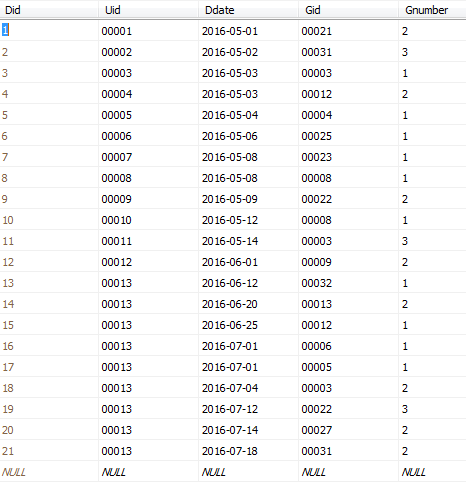 Did Uid Ddate Gid Gnumber
1 00001 2016-05-01 00021 2
2 00002 2016-05-02 00031 3
3 00003 2016-05-03 00003 1
4 00004 2016-05-03 00012 2
5 00005 2016-05-04 00004 1
6 00006 2016-05-06 00025 1
7 00007 2016-05-08 00023 1
8 00008 2016-05-08 00008 1
9 00009 2016-05-09 00022 2
10 00010 2016-05-12 00008 1
11 00011 2016-05-14 00003 3
12 00012 2016-06-01 00009 2
13 00013 2016-06-12 00032 1
14 00013 2016-06-20 00013 2
15 00013 2016-06-25 00012 1
16 00013 2016-07-01 00006 1
17 00013 2016-07-01 00005 1
18 00013 2016-07-04 00003 2
19 00013 2016-07-12 00022 3
20 00013 2016-07-14 00027 2
21 00013 2016-07-18 00031 2
NULL NULL NULL NULL NULL